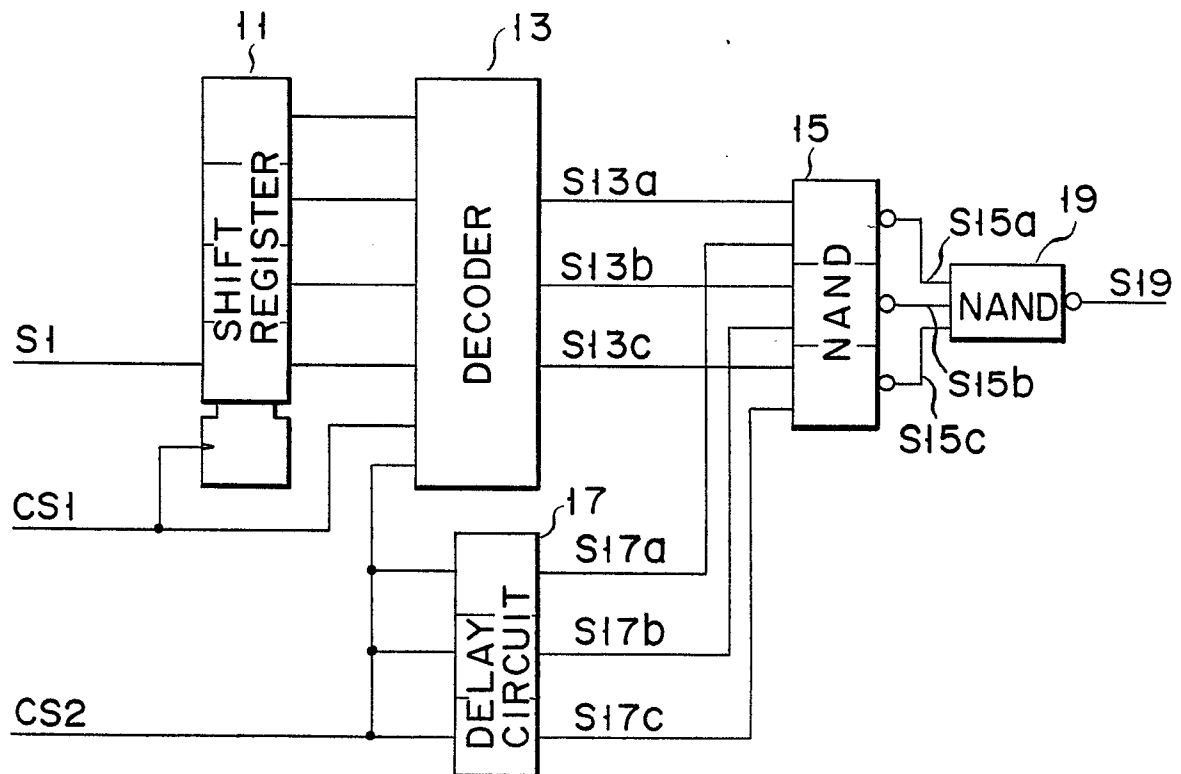 11
13
SHIFT
REGISTER
DECODER
S13a
S13b
S13c
15
NAND
S15a
19
NAND
S19
S15b
S15c
S1
CS1
17
S17a
S17b
S17c
DELAY
CIRCUIT
CS2